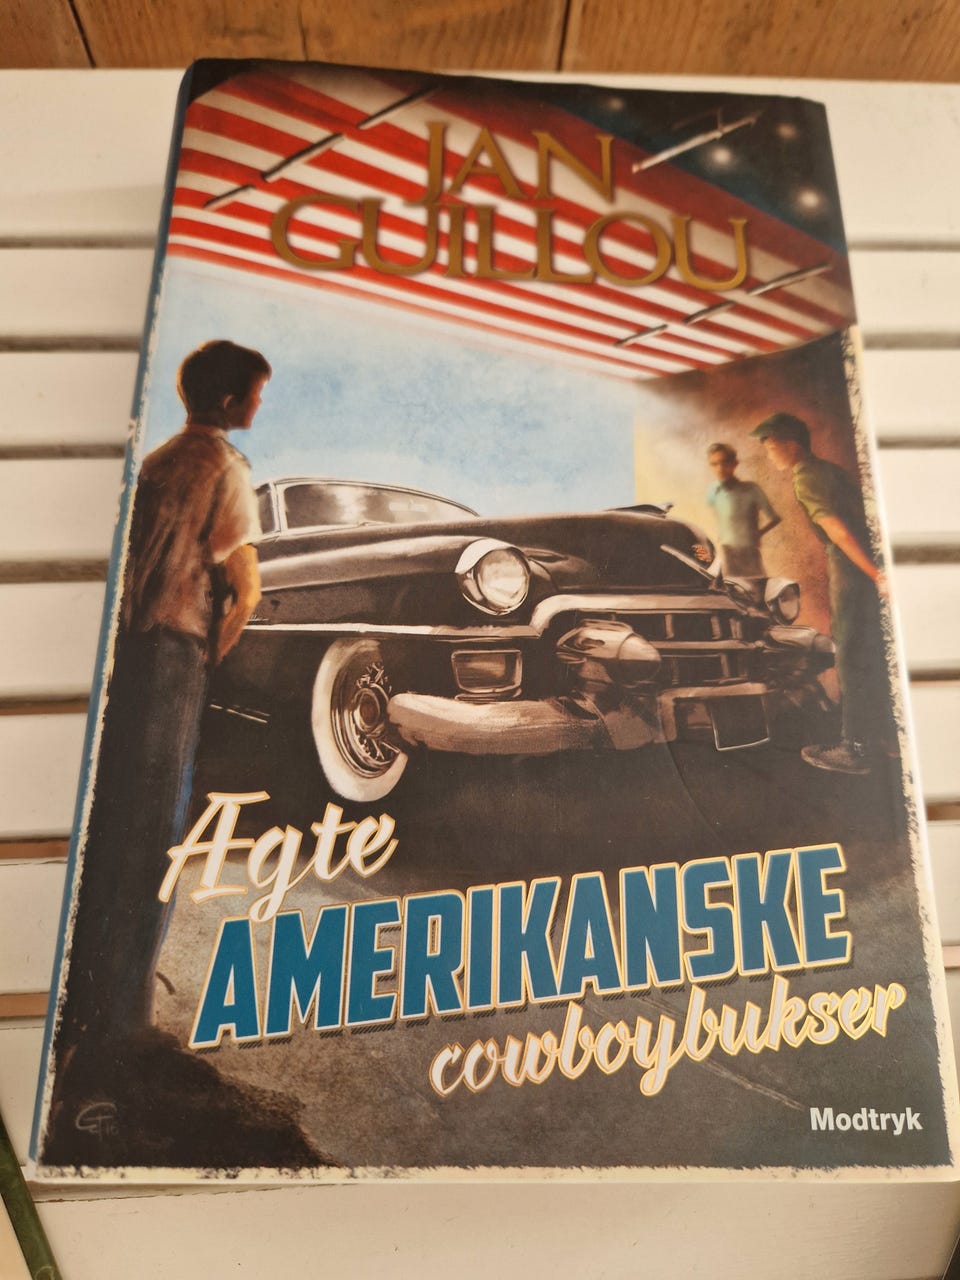 JAN
GUILLOU
Ægte
AMERIKANSKE
cowboybukser
Modtryk